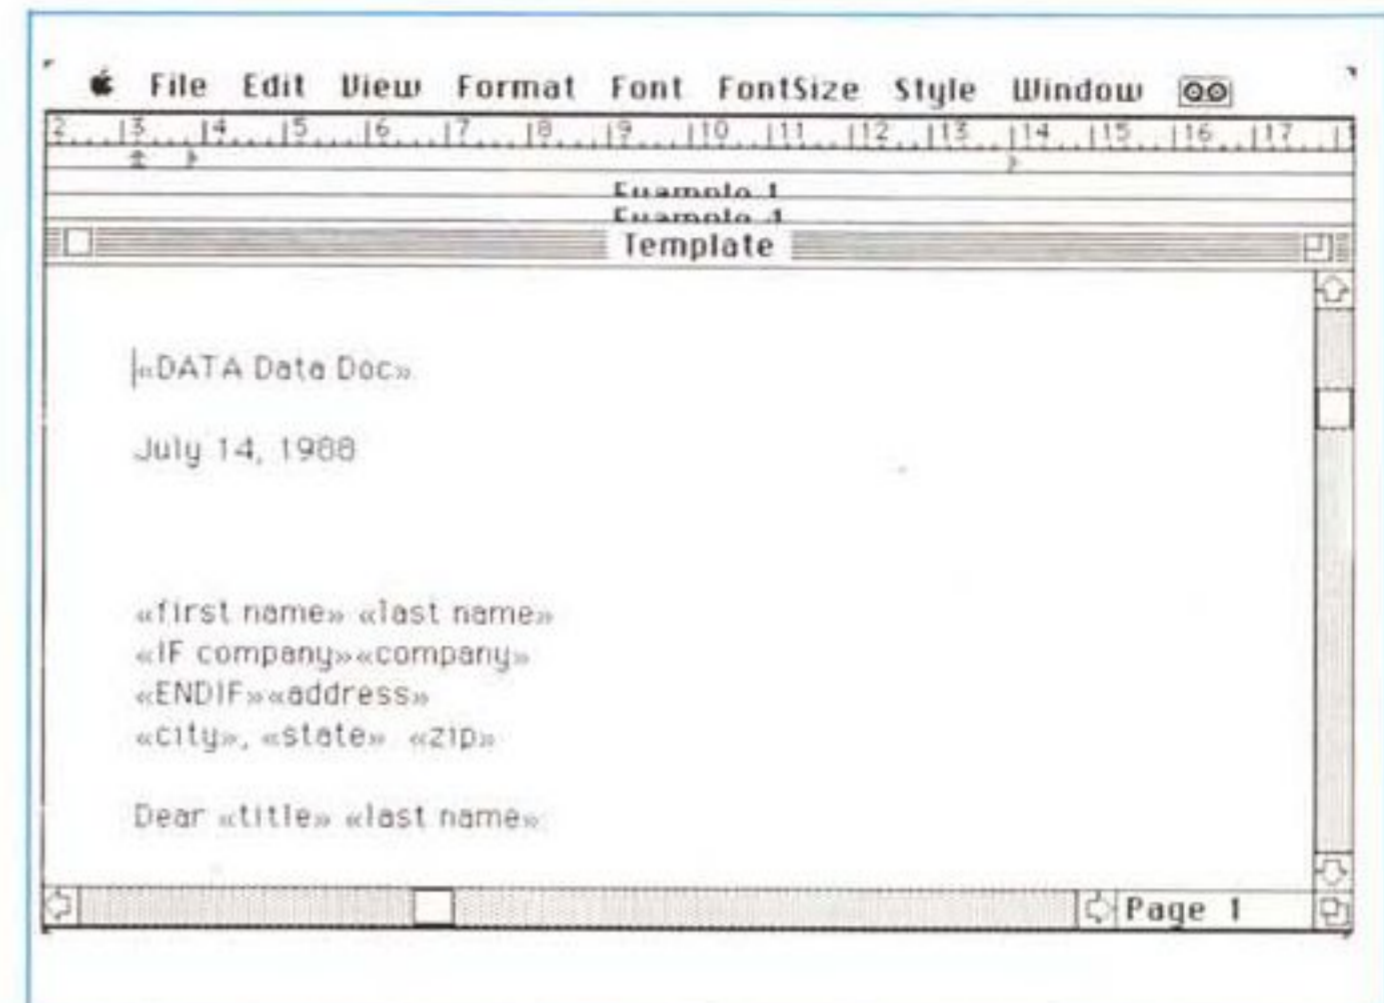 File Edit View Format Font FontSize Style Window
2 3 4 5 6 7 8 9 10 11 12 13 14 15 16 17 1
Example 1
Example 4
Template
«DATA Data Doc»
July 14, 1988
«first name» «last name»
«IF company»«company»
«ENDIF»«address»
«city», «state» «zip»
Dear «title» «last name»:
Page 1